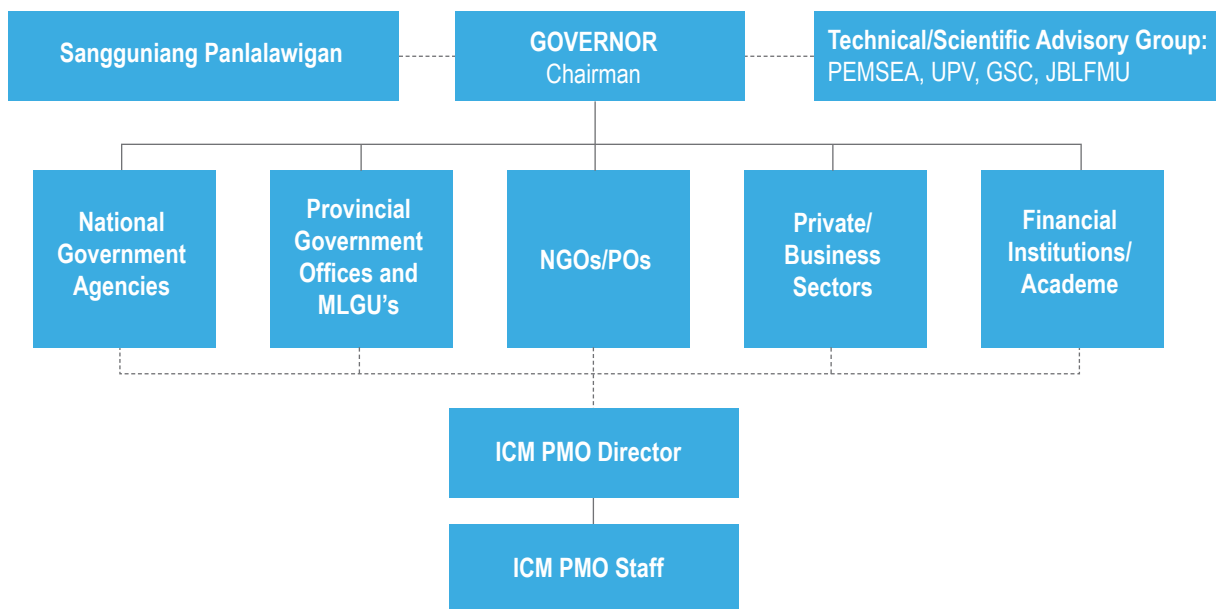 Sangguniang Panlalawigan
GOVERNOR
Chairman
Technical/Scientific Advisory Group:
PEMSEA, UPV, GSC, JBLFMU
National
Government
Agencies
Provincial
Government
Offices and
MLGU's
NGOs/POs
Private/
Business
Sectors
Financial
Institutions/
Academe
ICM PMO Director
ICM PMO Staff